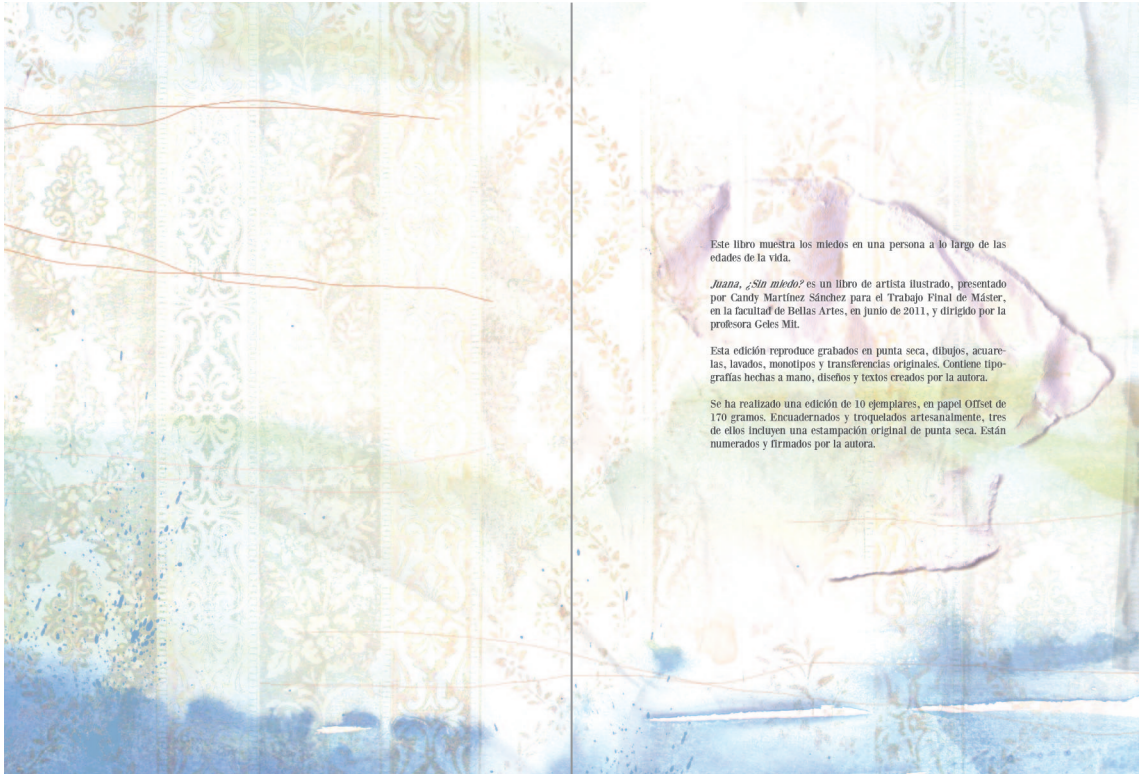 Este libro muestra los miedos en una persona a lo largo de las
edades de la vida.
Juana, ¿Sin miedo? es un libro de artista ilustrado, presentado
por Candy Martínez Sánchez para el Trabajo Final de Máster,
en la facultad de Bellas Artes, en junio de 2011, y dirigido por la
profesora Geles Mit.
Esta edición reproduce grabados en punta seca, dibujos, acuare-
las, lavados, monotipos y transferencias originales. Contiene tipo-
grafías hechas a mano, diseños y textos creados por la autora.
Se ha realizado una edición de 10 ejemplares, en papel Offset de
170 gramos. Encuadernados y troquelados artesanalmente, tres
de ellos incluyen una estampación original de punta seca. Están
numerados y firmados por la autora.